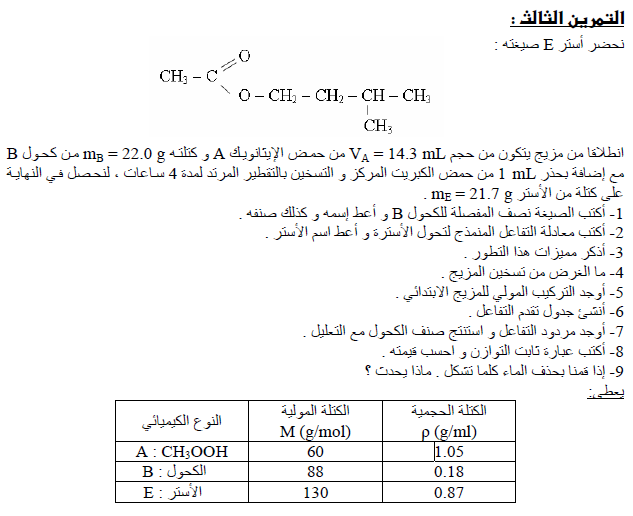 التمرين الثالث :
نحضر أستر E صيغته :
CH₃ – C
O
O – CH₂ – CH₂ – CH – CH₃
CH₃
انطلاقا من مزيج يتكون من حجم V_A = 14.3 mL من حمض الإيثانويك A و كتلته m_B = 22.0 g من كحول B
مع إضافة بحذر 1 mL من حمض الكبريت المركز و التسخين بالتقطير المرتد لمدة 4 ساعات ، لنحصل في النهاية
على كتلة من الأستر m_E = 21.7 g .
1- أكتب الصيغة نصف المفصلة للكحول B و أعط إسمه و كذلك صنفه .
2- أكتب معادلة التفاعل المنمذج لتحول الأسترة و أعط اسم الأستر .
3- أذكر مميزات هذا التطور .
4- ما الغرض من تسخين المزيج .
5- أوجد التركيب المولي للمزيج الابتدائي .
6- أنشئ جدول تقدم التفاعل .
7- أوجد مردود التفاعل و استنتج صنف الكحول مع التعليل .
8- أكتب عبارة ثابت التوازن و احسب قيمته .
9- إذا قمنا بحذف الماء كلما تشكل . ماذا يحدث ؟
يعطى:
النوع الكيميائي | الكتلة المولية M (g/mol) | الكتلة الحجمية ρ (g/ml)
A : CH₃OOH | 60 | 1.05
B : الكحول | 88 | 0.18
E : الأستر | 130 | 0.87